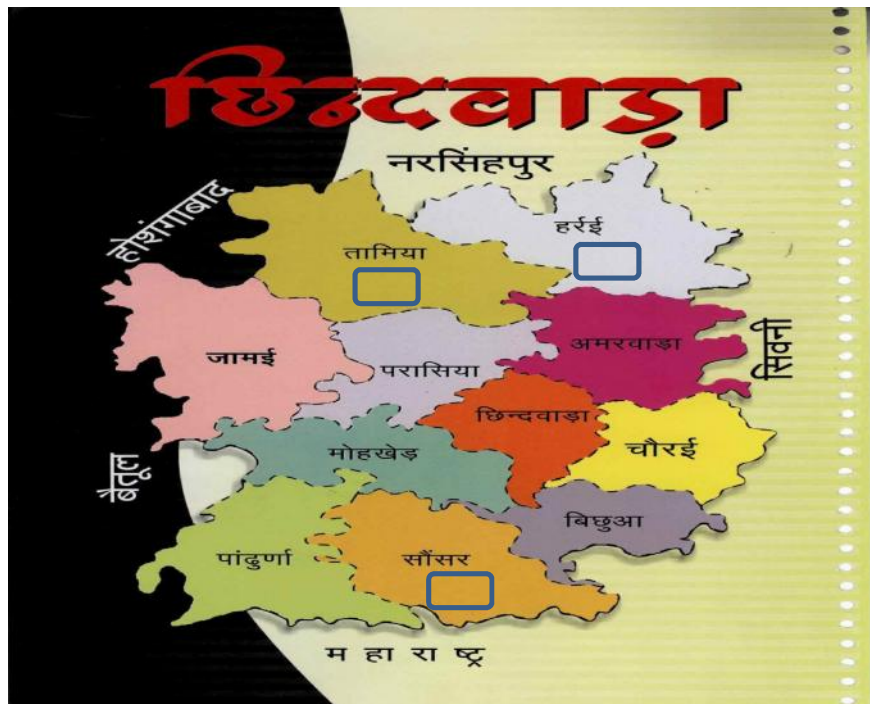 छिन्दवाड़ा
नरसिंहपुर
होशंगाबाद
हर्रई
तामिया
अमरवाड़ा
सिवनी
जामई
परासिया
छिन्दवाड़ा
मोहखेड़
चौरई
बैतूल
बिछुआ
पांढुर्णा
सौंसर
म हा रा ष्ट्र